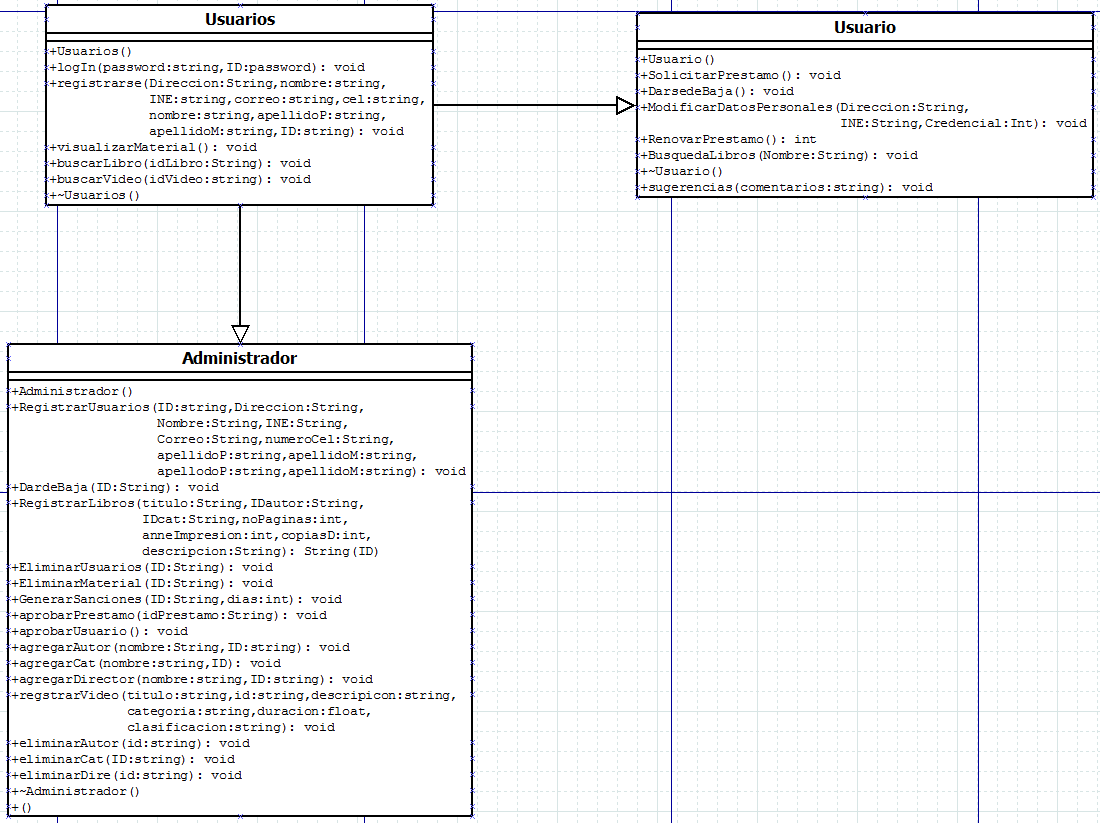 Usuarios
+Usuarios()
+logIn(password:string,ID:password): void
+registrarse(Direccion:String,nombre:string,
INE:string,correo:string,cel:string,
nombre:string,apellidoP:string,
apellidoM:string,ID:string): void
+visualizarMaterial(): void
+buscarLibro(idLibro:String): void
+buscarVideo(idVideo:string): void
+~Usuarios()
Usuario
+Usuario()
+SolicitarPrestamo(): void
+DarsedeBaja(): void
+ModificarDatosPersonales(Direccion:String,
INE:String,Credencial:Int): void
+RenovarPrestamo(): int
+BusquedaLibros(Nombre:String): void
+~Usuario()
+sugerencias(comentarios:string): void
Administrador
+Administrador()
+RegistrarUsuarios(ID:string,Direccion:String,
Nombre:String,INE:String,
Correo:String,numeroCel:String,
apellidoP:string,apellidoM:string,
apellodoP:string,apellidoM:string): void
+DardeBaja(ID:String): void
+RegistrarLibros(titulo:String,IDautor:String,
IDcat:String,noPaginas:int,
anneImpresion:int,copiasD:int,
descripcion:String): String(ID)
+EliminarUsuarios(ID:String): void
+EliminarMaterial(ID:String): void
+GenerarSanciones(ID:String,dias:int): void
+aprobarPrestamo(idPrestamo:String): void
+aprobarUsuario(): void
+agregarAutor(nombre:String,ID:string): void
+agregarCat(nombre:string,ID): void
+agregarDirector(nombre:string,ID:string): void
+regstrarVideo(titulo:string,id:string,descripicon:string,
categoria:string,duracion:float,
clasificacion:string): void
+eliminarAutor(id:string): void
+eliminarCat(ID:string): void
+eliminarDire(id:string): void
+~Administrador()
+()